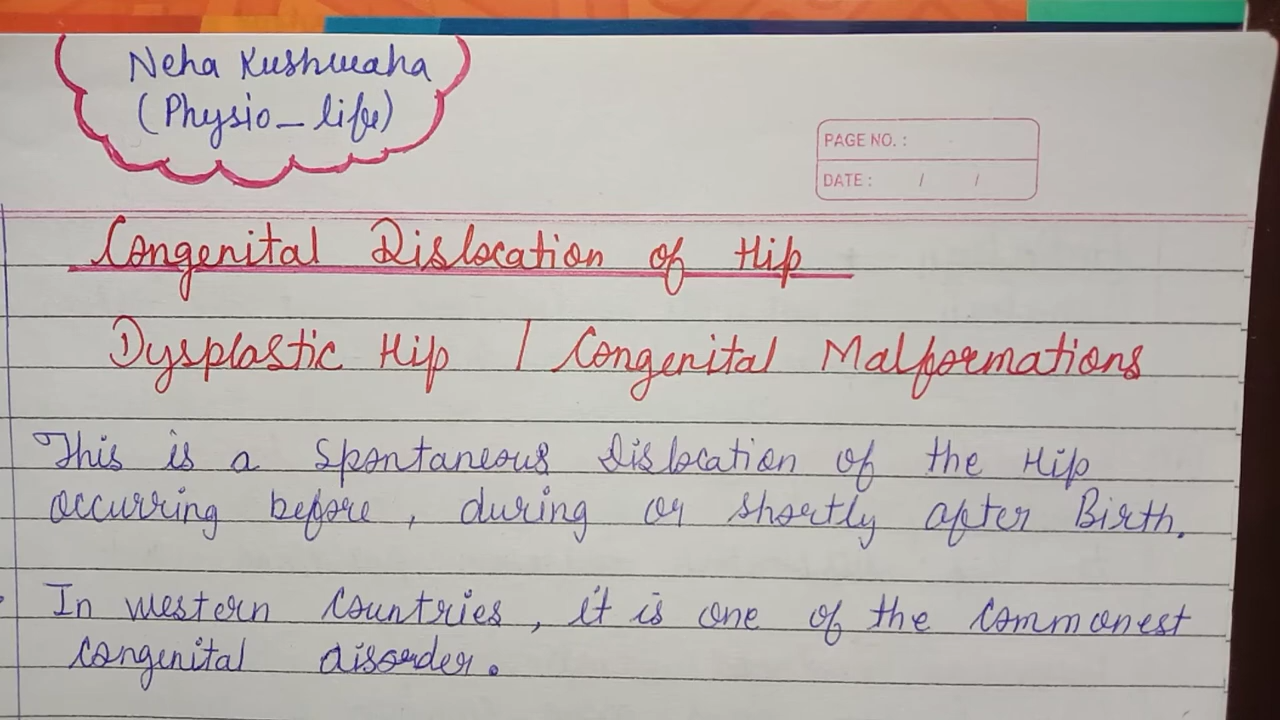 Neha Kushwaha
(Physio_life)
PAGE NO. :
DATE : / /
Congenital Dislocation of Hip
Dysplastic Hip / Congenital Malformations
This is a spontaneous Dislocation of the Hip
occurring before, during or shortly after Birth.
In western Countries, it is one of the Commonest
congenital disorder.